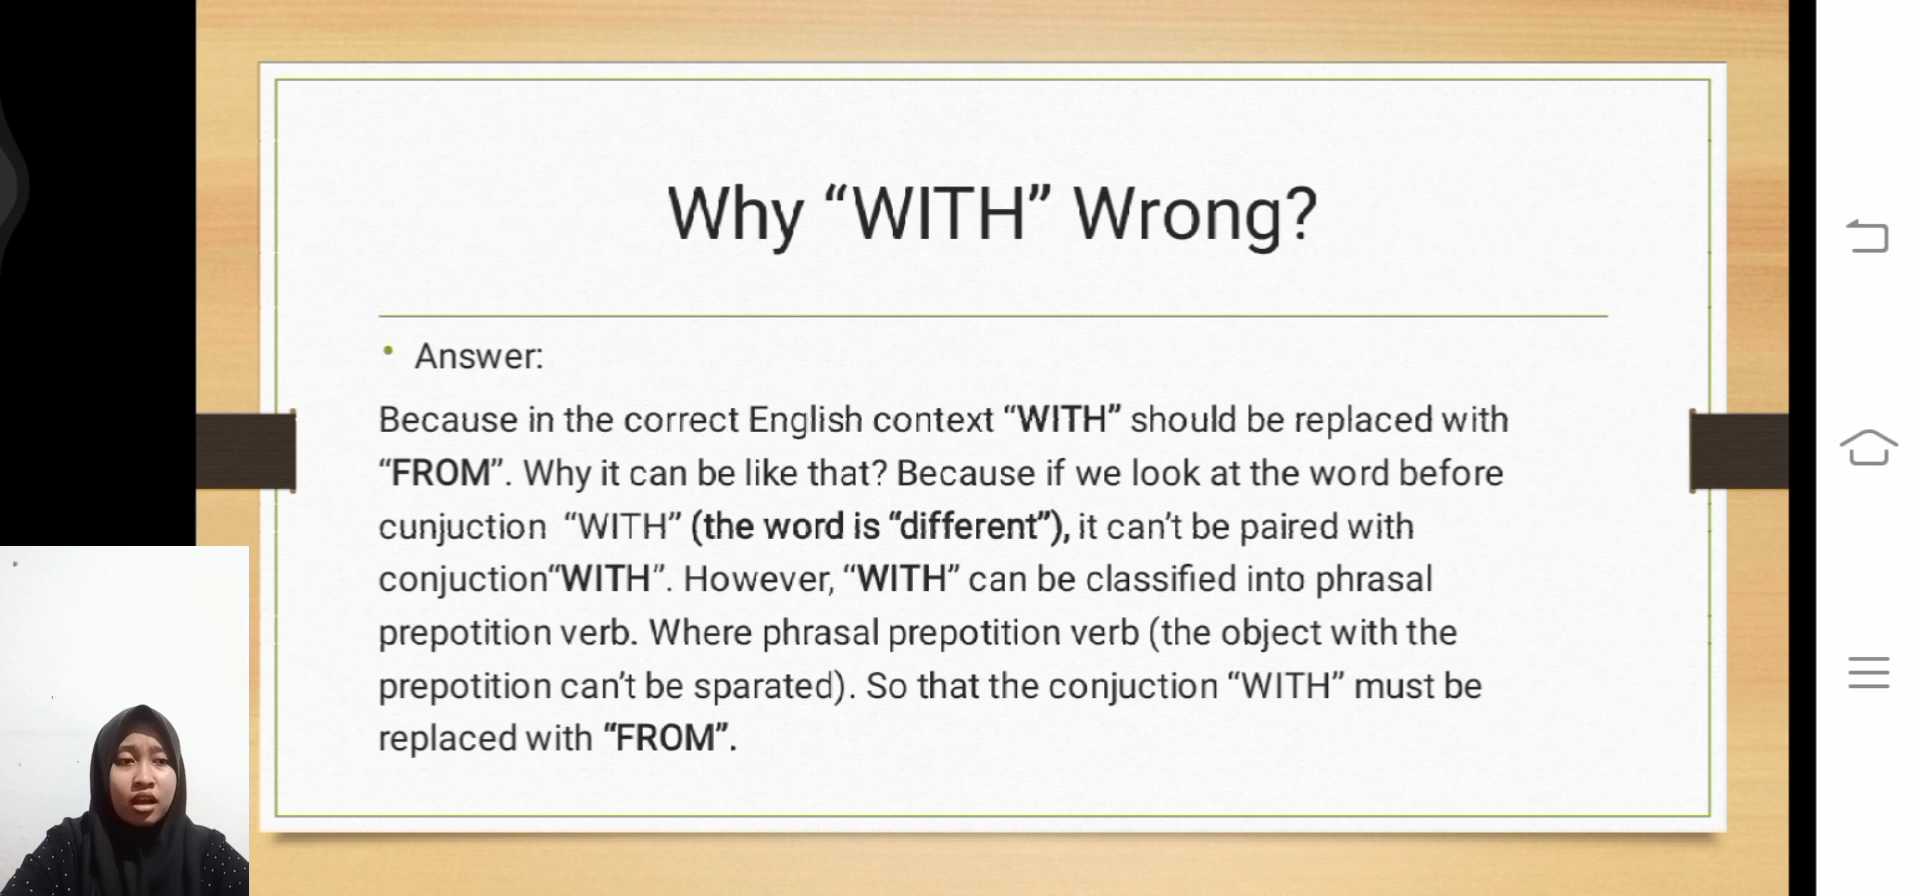 Why “WITH” Wrong?
• Answer:
Because in the correct English context “WITH” should be replaced with
“FROM”. Why it can be like that? Because if we look at the word before
cunjuction “WITH” (the word is “different”), it can’t be paired with
conjuction“WITH”. However, “WITH” can be classified into phrasal
prepotition verb. Where phrasal prepotition verb (the object with the
prepotition can’t be sparated). So that the conjuction “WITH” must be
replaced with “FROM”.